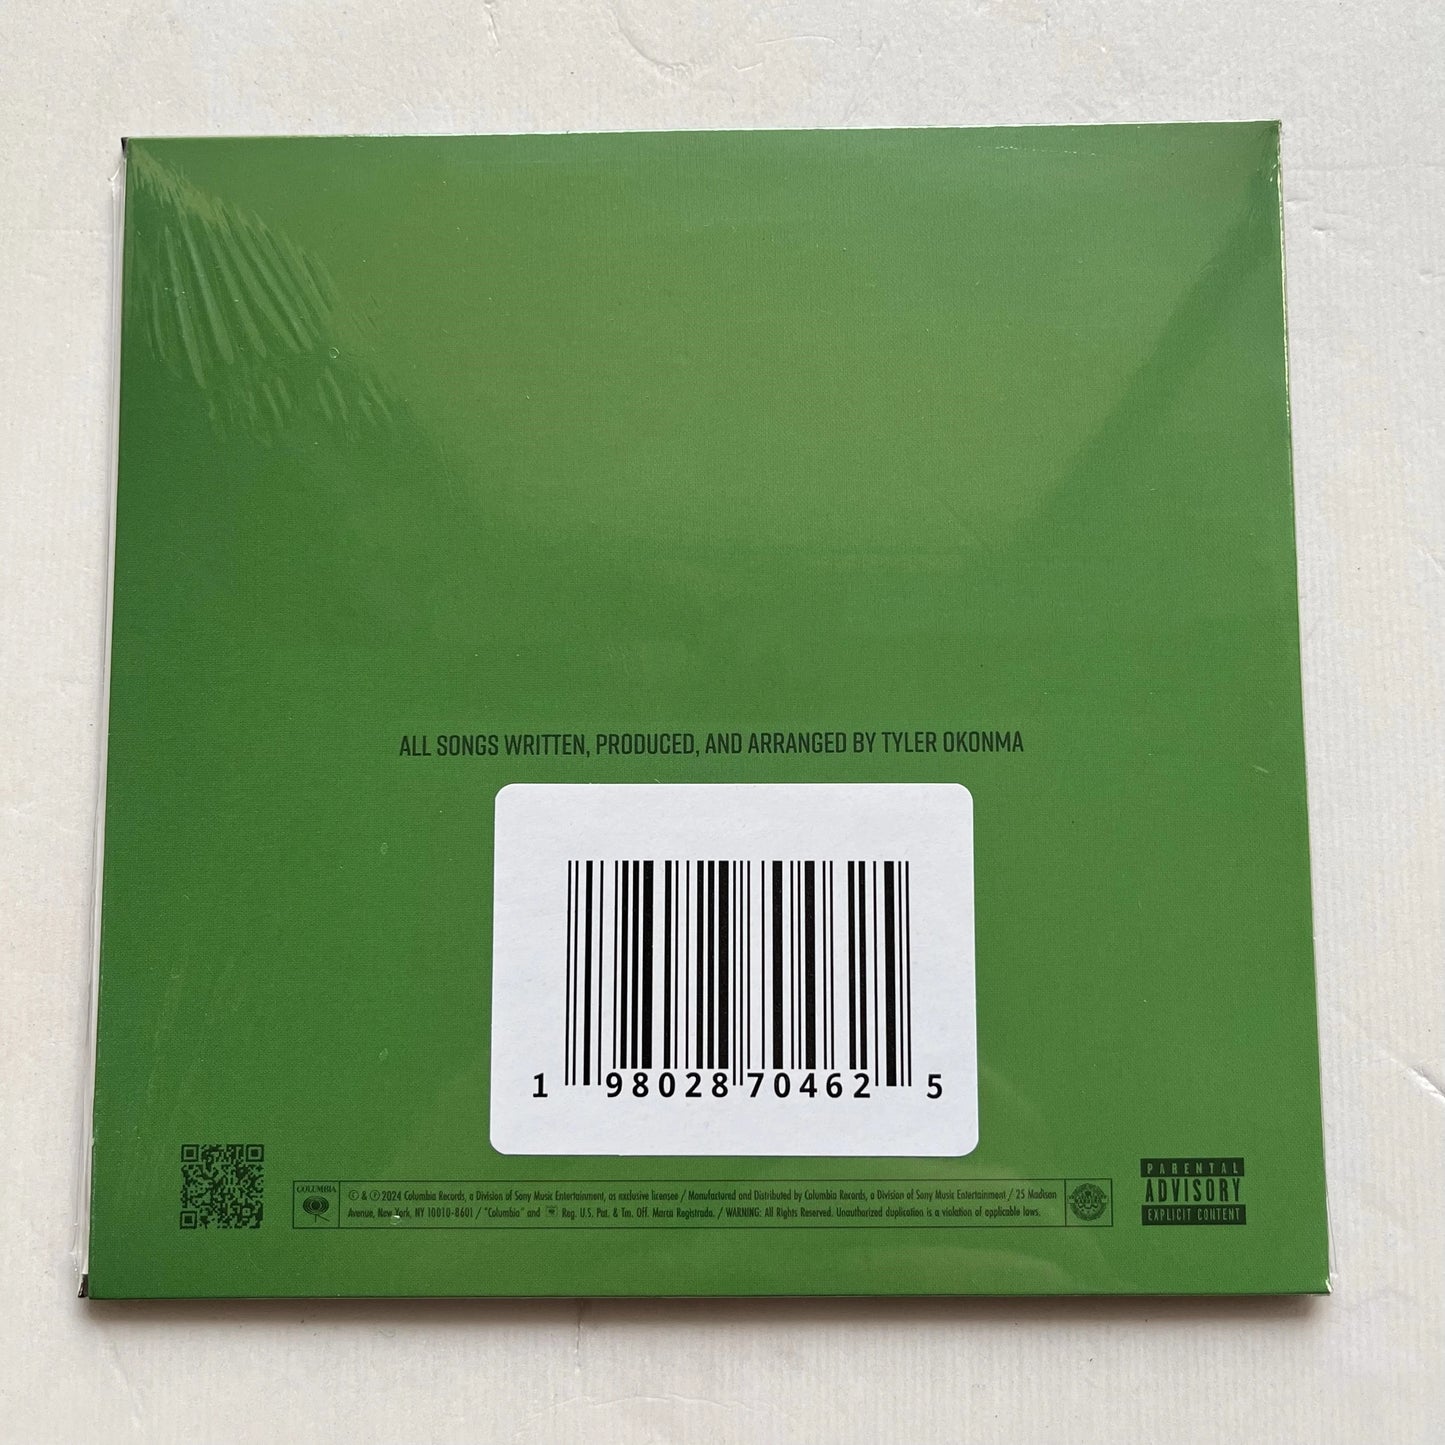 ALL SONGS WRITTEN, PRODUCED, AND ARRANGED BY TYLER OKONMA
1 98028 70462 5
COLUMBIA
© & ℗ 2024 Columbia Records, a Division of Sony Music Entertainment, as exclusive licensee / Manufactured and Distributed by Columbia Records, a Division of Sony Music Entertainment / 25 Madison
Avenue, New York, NY 10010-8601 / "Columbia" and Reg. U.S. Pat. & Tm. Off. Marca Registrada. / WARNING: All Rights Reserved. Unauthorized duplication is a violation of applicable laws.
PARENTAL
ADVISORY
EXPLICIT CONTENT